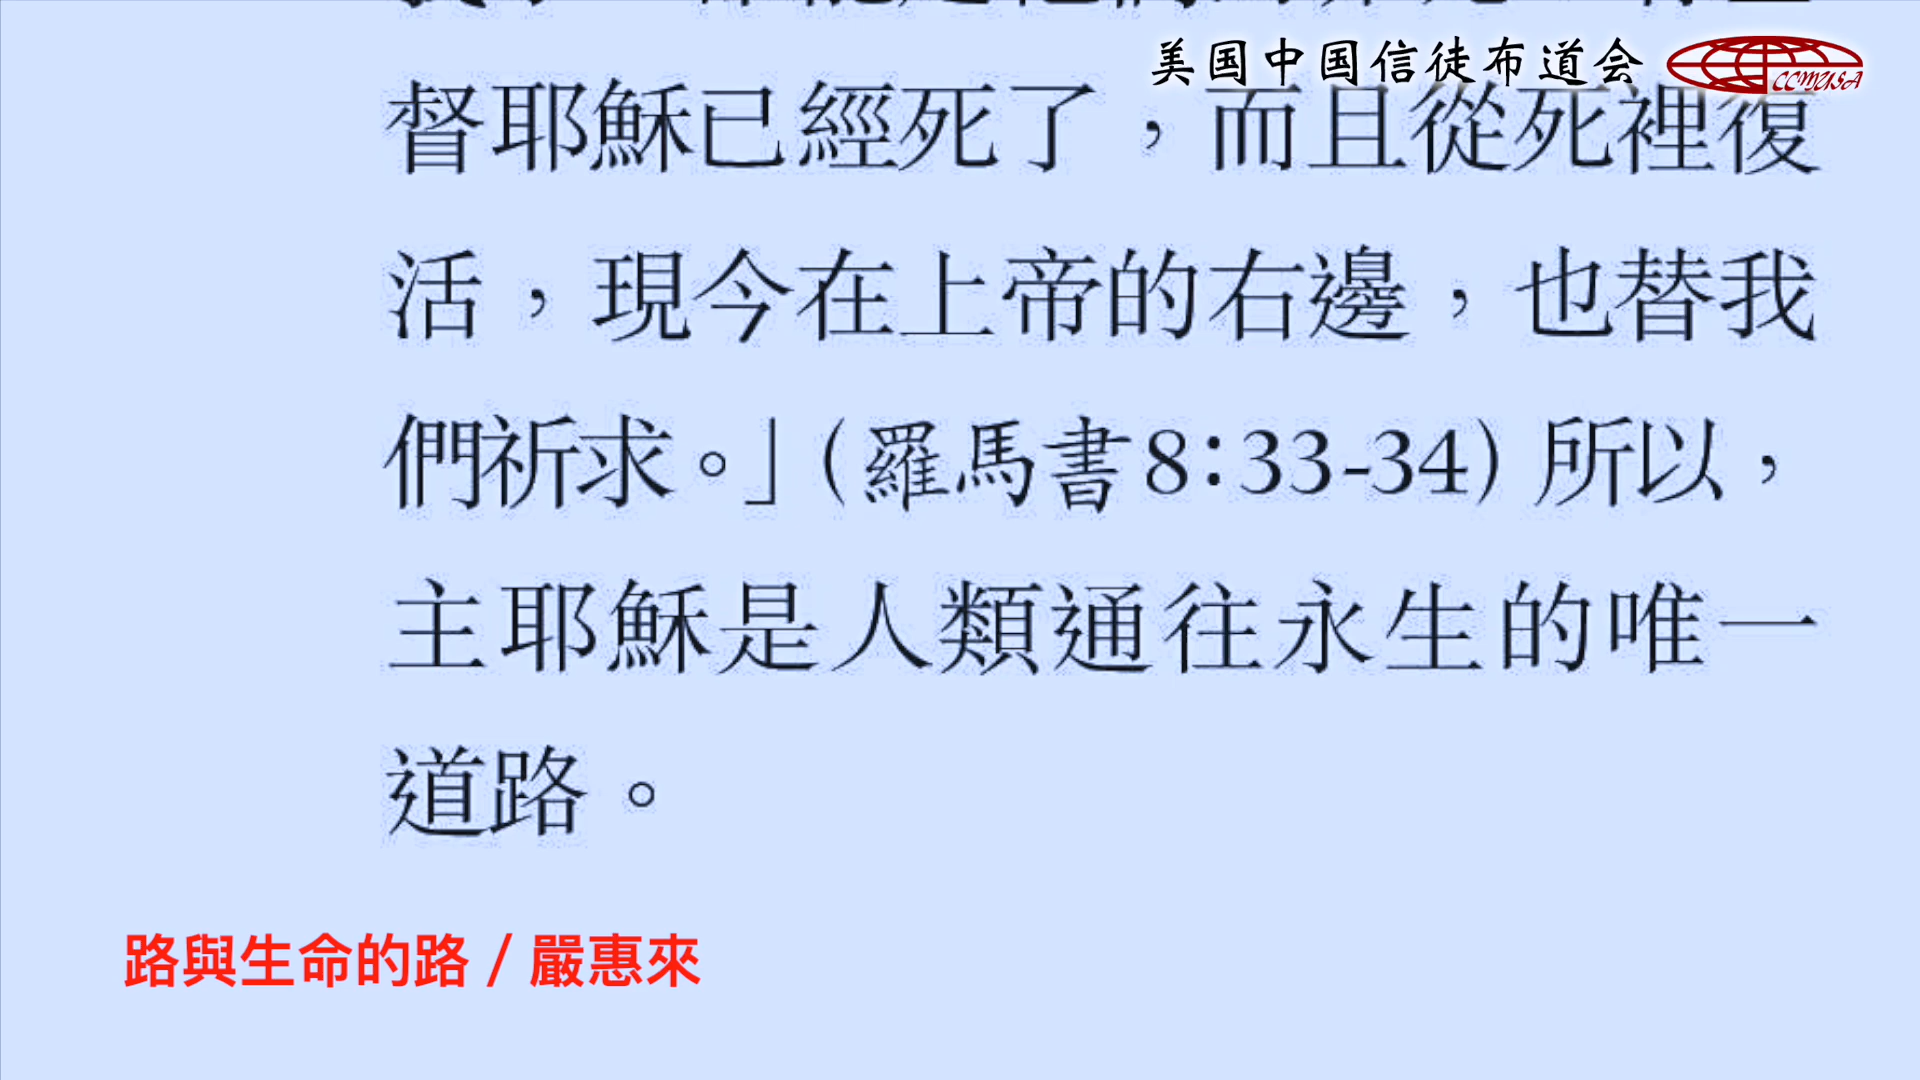 美国中国信徒布道会 CCMUSA
督耶穌已經死了，而且從死裡復
活，現今在上帝的右邊，也替我
們祈求。」（羅馬書8：33-34）所以，
主耶穌是人類通往永生的唯一
道路。
路與生命的路 / 嚴惠來